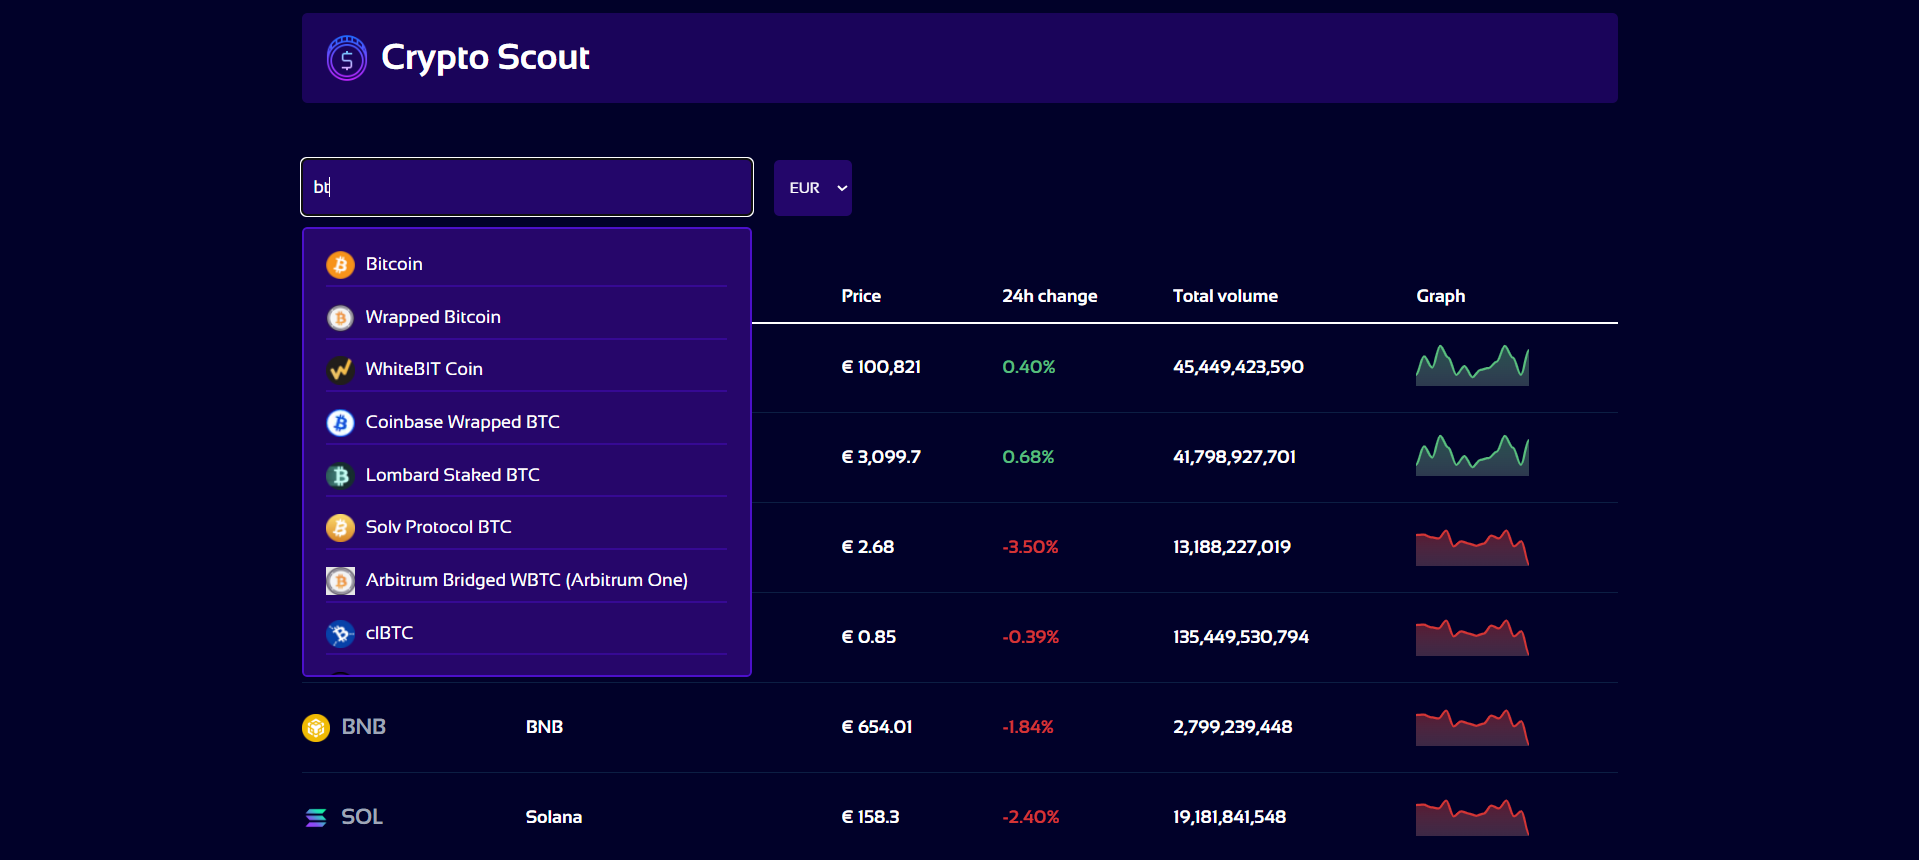 Crypto Scout
bt
EUR
Bitcoin
Wrapped Bitcoin
WhiteBIT Coin
Coinbase Wrapped BTC
Lombard Staked BTC
Solv Protocol BTC
Arbitrum Bridged WBTC (Arbitrum One)
clBTC
Price 24h change Total volume Graph
€ 100,821 0.40% 45,449,423,590
€ 3,099.7 0.68% 41,798,927,701
€ 2.68 -3.50% 13,188,227,019
€ 0.85 -0.39% 135,449,530,794
BNB BNB € 654.01 -1.84% 2,799,239,448
SOL Solana € 158.3 -2.40% 19,181,841,548